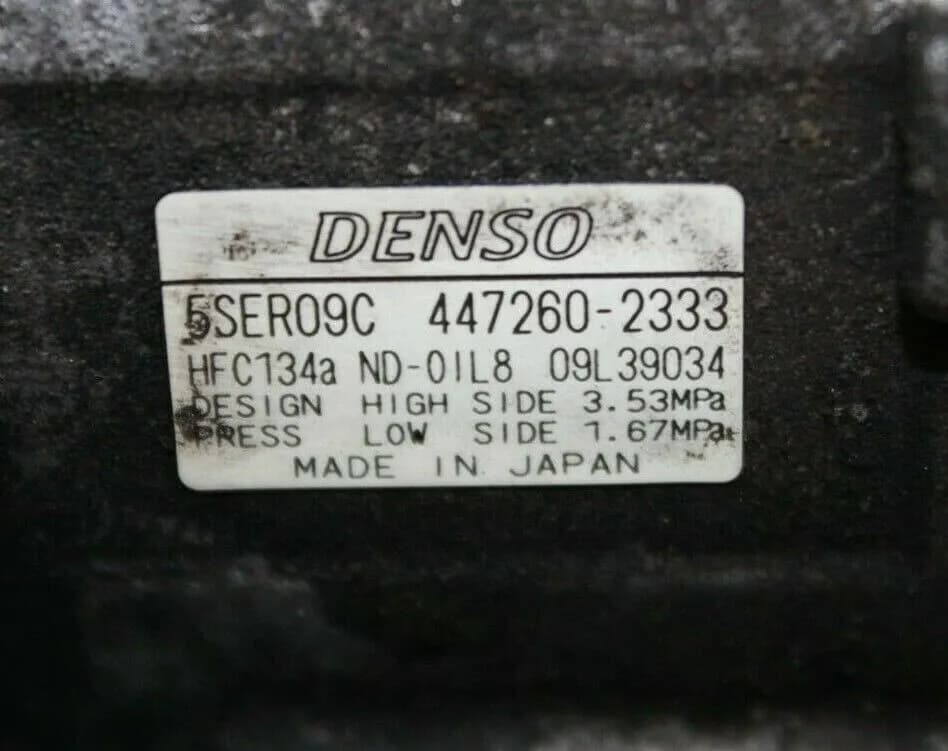 DENSO
5SER09C 447260-2333
HFC134a ND-OIL8 09L39034
DESIGN HIGH SIDE 3.53MPa
PRESS LOW SIDE 1.67MPa
MADE IN JAPAN